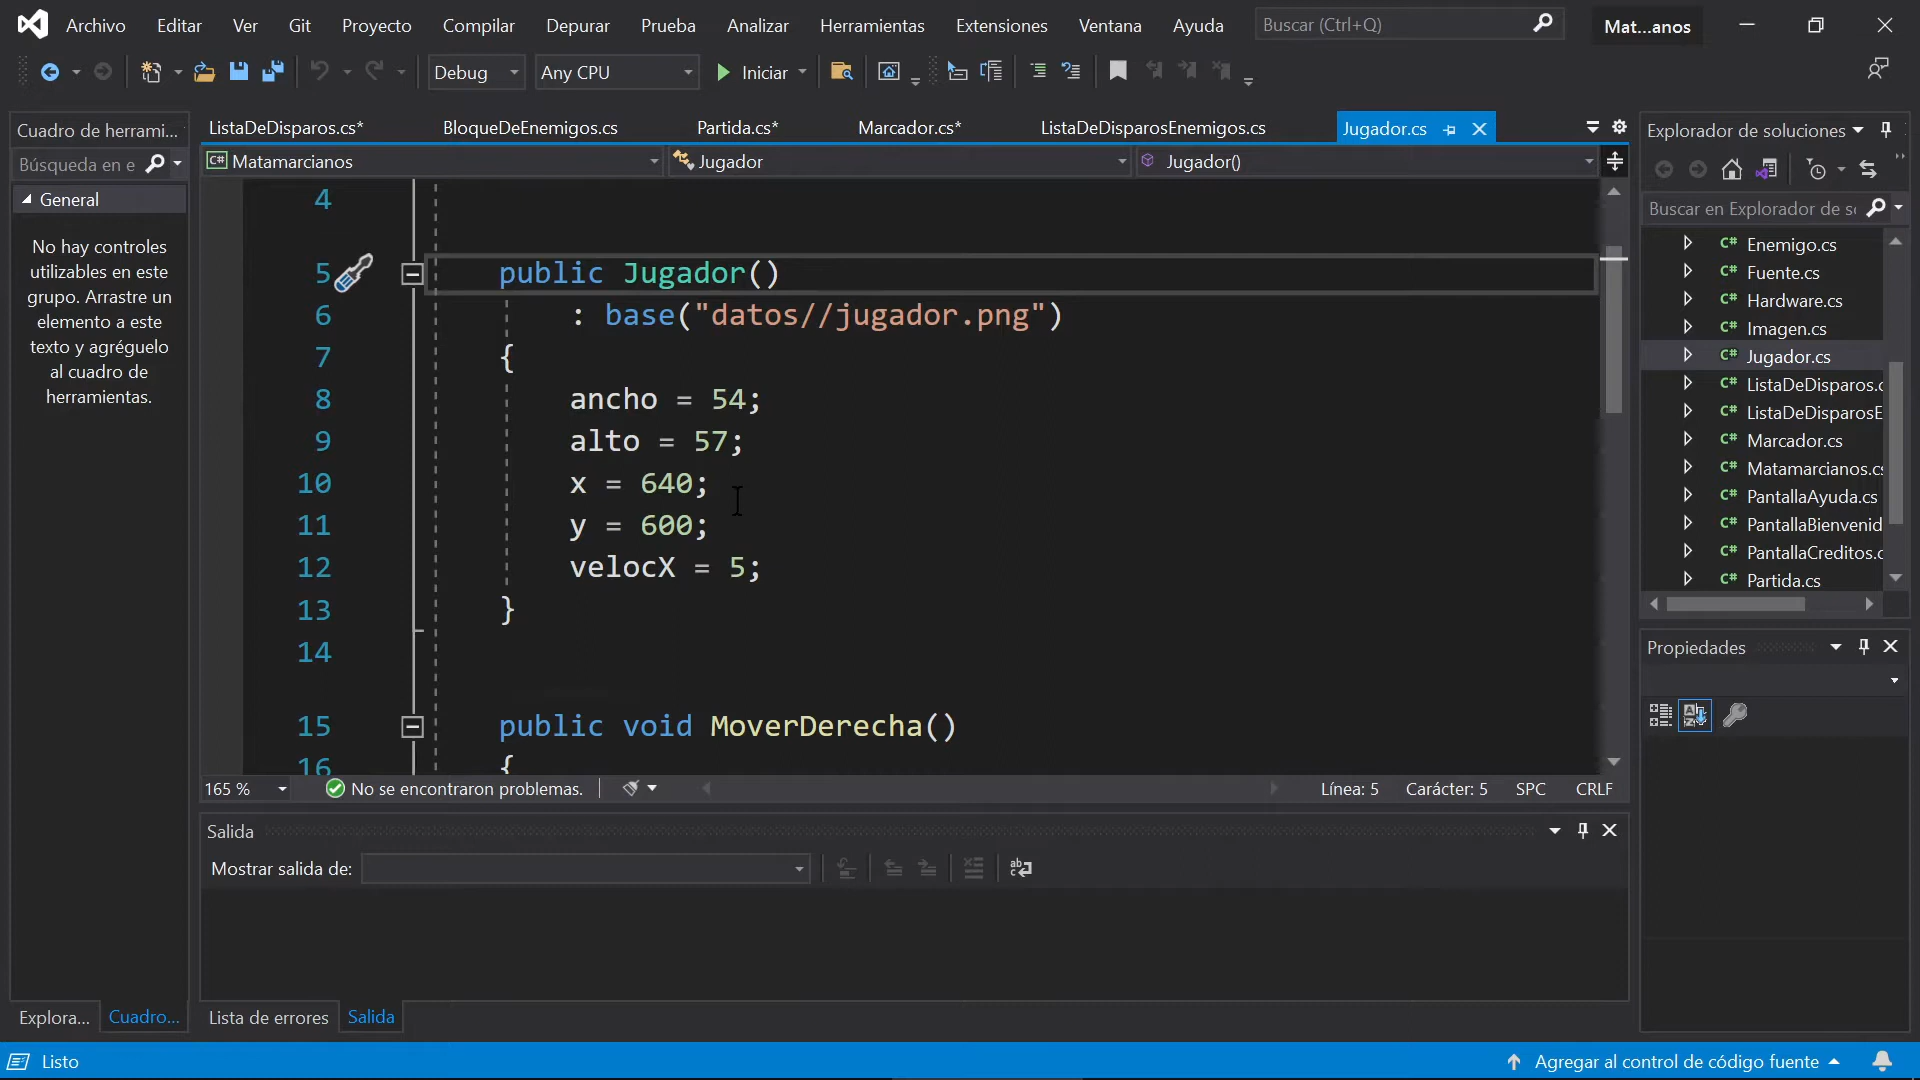 Archivo Editar Ver Git Proyecto Compilar Depurar Prueba Analizar Herramientas Extensiones Ventana Ayuda Buscar (Ctrl+Q) Mat...anos
Debug Any CPU Iniciar
Cuadro de herrami...
Búsqueda en e
General
No hay controles
utilizables en este
grupo. Arrastre un
elemento a este
texto y agréguelo
al cuadro de
herramientas.
Explora... Cuadro...
ListaDeDisparos.cs* BloqueDeEnemigos.cs Partida.cs* Marcador.cs* ListaDeDisparosEnemigos.cs Jugador.cs
C# Matamarcianos Jugador Jugador()
4
5 public Jugador()
6 : base("datos//jugador.png")
7 {
8 ancho = 54;
9 alto = 57;
10 x = 640;
11 y = 600;
12 velocX = 5;
13 }
14
15 public void MoverDerecha()
16 {
165 % No se encontraron problemas. Línea: 5 Carácter: 5 SPC CRLF
Salida
Mostrar salida de:
Lista de errores Salida
Explorador de soluciones
Buscar en Explorador de so
C# Enemigo.cs
C# Fuente.cs
C# Hardware.cs
C# Imagen.cs
C# Jugador.cs
C# ListaDeDisparos.c
C# ListaDeDisparosE
C# Marcador.cs
C# Matamarcianos.cs
C# PantallaAyuda.cs
C# PantallaBienvenid
C# PantallaCreditos.c
C# Partida.cs
Propiedades
Listo Agregar al control de código fuente